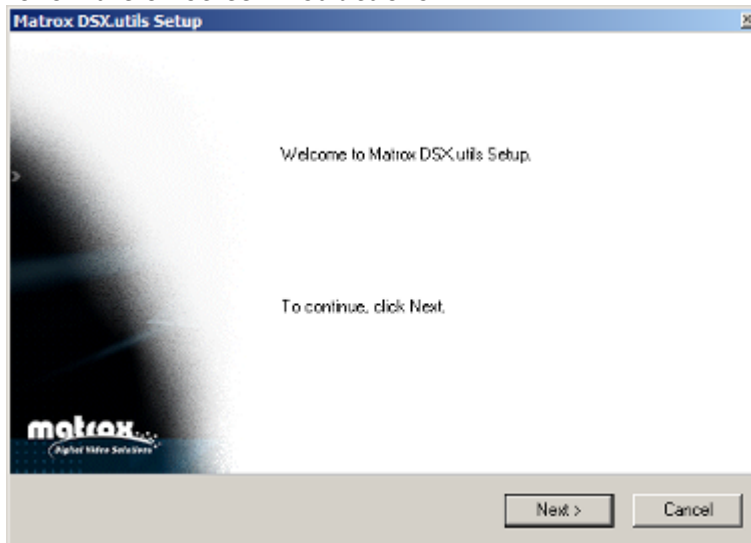 Matrox DSX.utils Setup
Welcome to Matrox DSX.utils Setup.
To continue, click Next.
matrox
Digital Video Solutions
Next >
Cancel